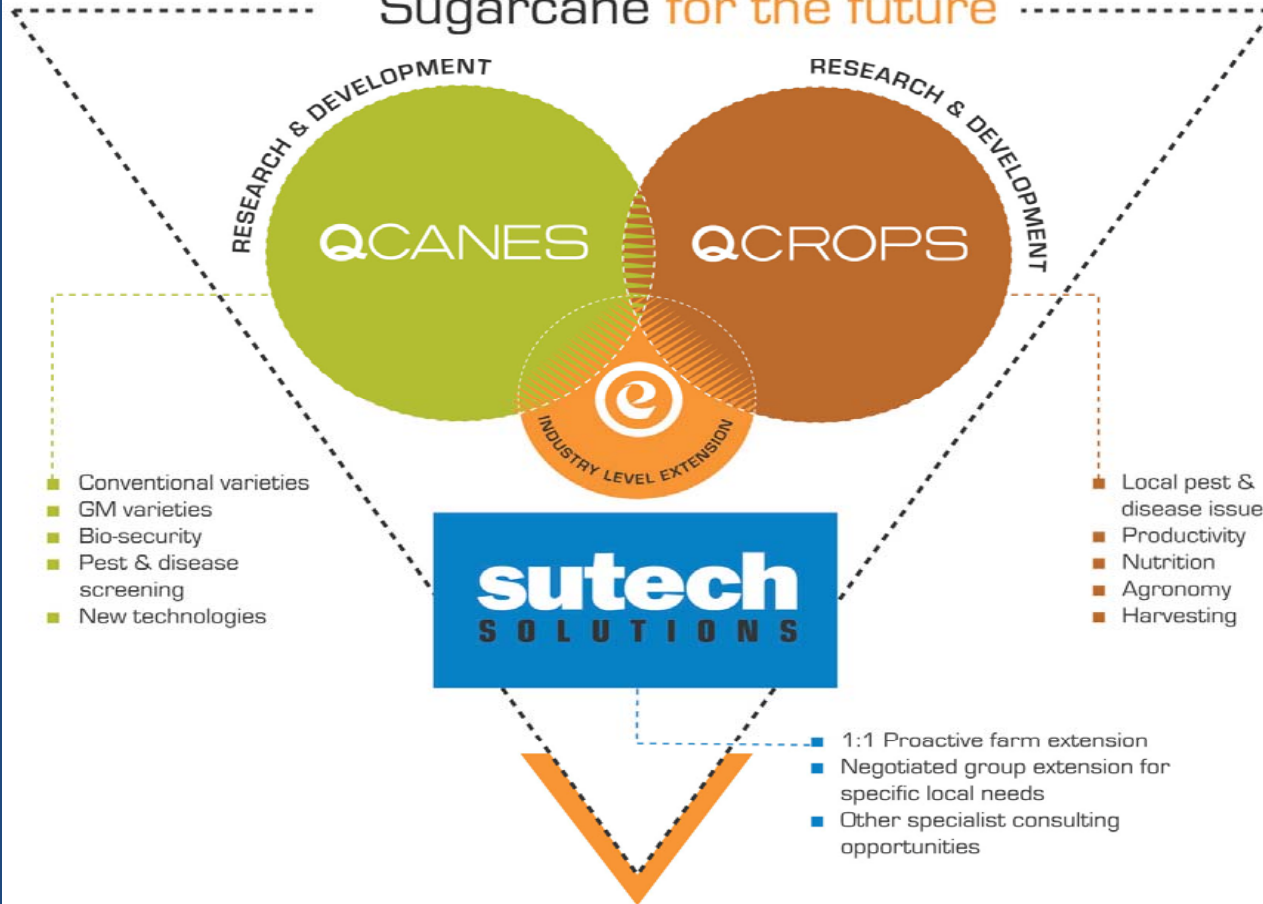 Sugarcane for the future
RESEARCH & DEVELOPMENT
RESEARCH & DEVELOPMENT
QCANES
QCROPS
e
INDUSTRY LEVEL EXTENSION
Conventional varieties
GM varieties
Bio-security
Pest & disease
screening
New technologies
Local pest &
disease issue
Productivity
Nutrition
Agronomy
Harvesting
sutech
SOLUTIONS
1:1 Proactive farm extension
Negotiated group extension for
specific local needs
Other specialist consulting
opportunities